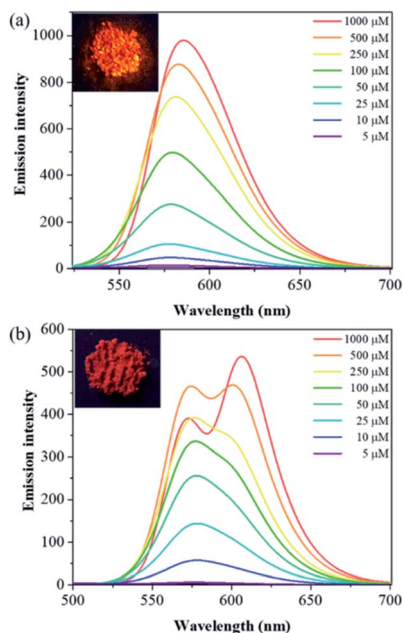 (a)
1000
800
600
400
200
0
Emission intensity
1000 μM
500 μM
250 μM
100 μM
50 μM
25 μM
10 μM
5 μM
550 600 650 700
Wavelength (nm)
(b)
600
500
400
300
200
100
0
Emission intensity
1000 μM
500 μM
250 μM
100 μM
50 μM
25 μM
10 μM
5 μM
500 550 600 650 700
Wavelength (nm)